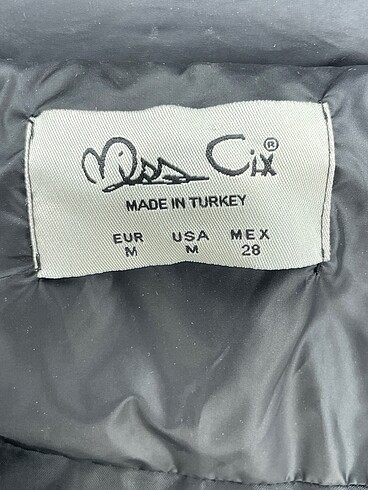 Miss Cix®
MADE IN TURKEY
EUR USA MEX
M M 28